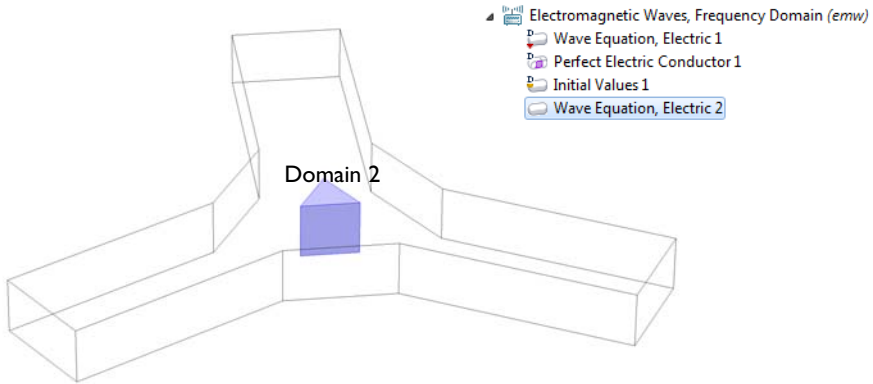 Electromagnetic Waves, Frequency Domain (emw)
D Wave Equation, Electric 1
D Perfect Electric Conductor 1
D Initial Values 1
Wave Equation, Electric 2
Domain 2